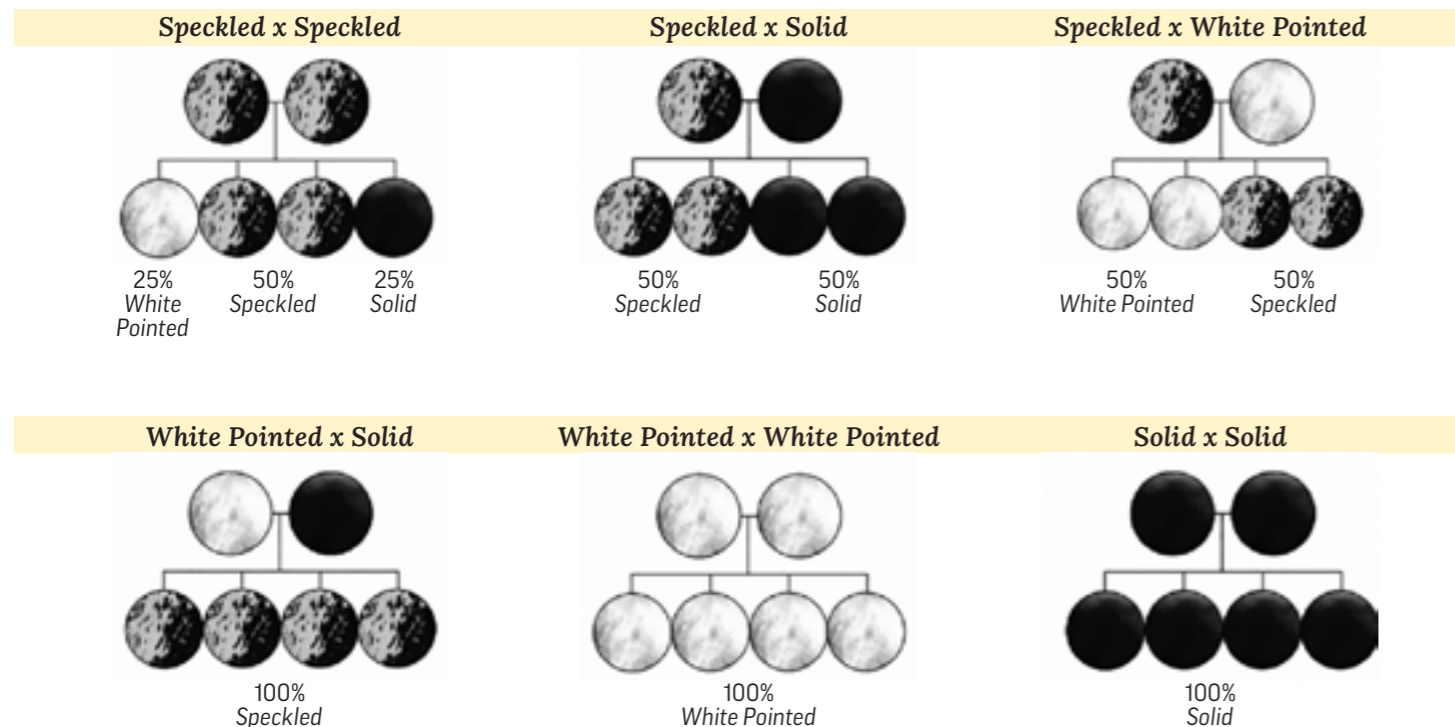 Speckled x Speckled
Speckled x Solid
Speckled x White Pointed
25%
White
Pointed
50%
Speckled
25%
Solid
50%
Speckled
50%
Solid
50%
White Pointed
50%
Speckled
White Pointed x Solid
White Pointed x White Pointed
Solid x Solid
100%
Speckled
100%
White Pointed
100%
Solid